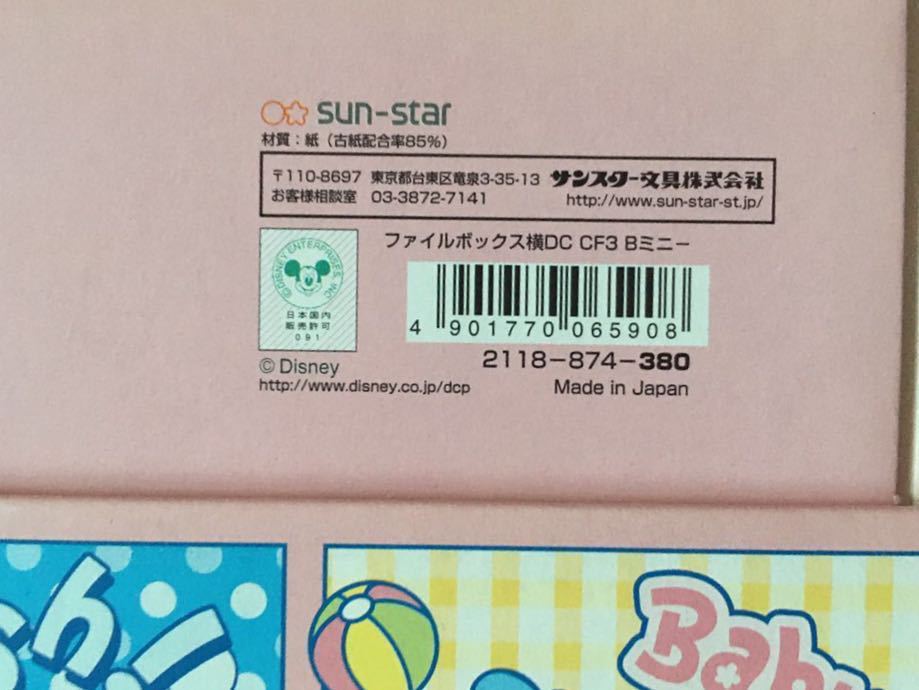 sun-star
材質：紙（古紙配合率85%）
〒110-8697 東京都台東区竜泉3-35-13 サンスター文具株式会社
お客様相談室 03-3872-7141 http://www.sun-star-st.jp/
ファイルボックス横DC CF3 Bミニー
©DISNEY ENTERPRISES, INC
日本国内
販売許可
091
4 901770 065908
2118-874-380
© Disney
Made in Japan
http://www.disney.co.jp/dcp